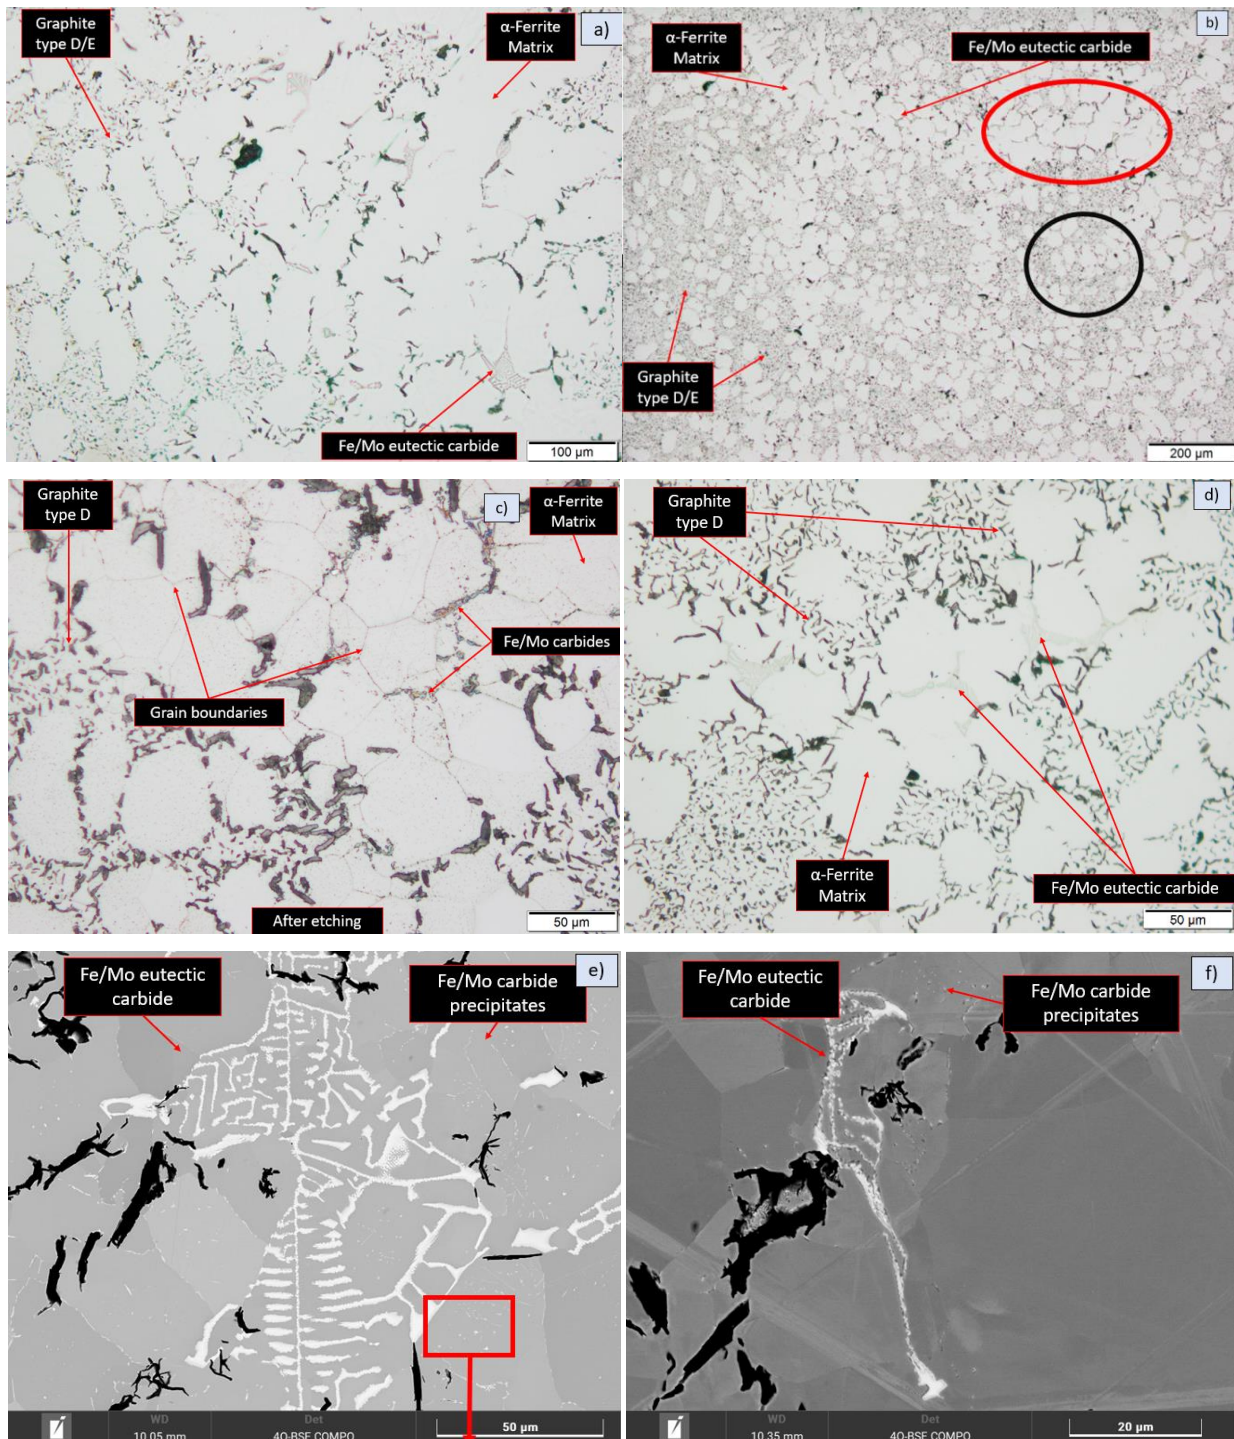 Graphite
type D/E
α-Ferrite
Matrix
a)
Fe/Mo eutectic carbide
100 µm
α-Ferrite
Matrix
Fe/Mo eutectic carbide
b)
Graphite
type D/E
200 µm
Graphite
type D
c)
α-Ferrite
Matrix
Fe/Mo carbides
Grain boundaries
After etching
50 µm
Graphite
type D
d)
α-Ferrite
Matrix
Fe/Mo eutectic carbide
50 µm
Fe/Mo eutectic
carbide
Fe/Mo carbide
precipitates
e)
WD
10.05 mm
Det
4Q-BSE COMPO
50 µm
Fe/Mo eutectic
carbide
Fe/Mo carbide
precipitates
f)
WD
10.35 mm
Det
4Q-BSE COMPO
20 µm